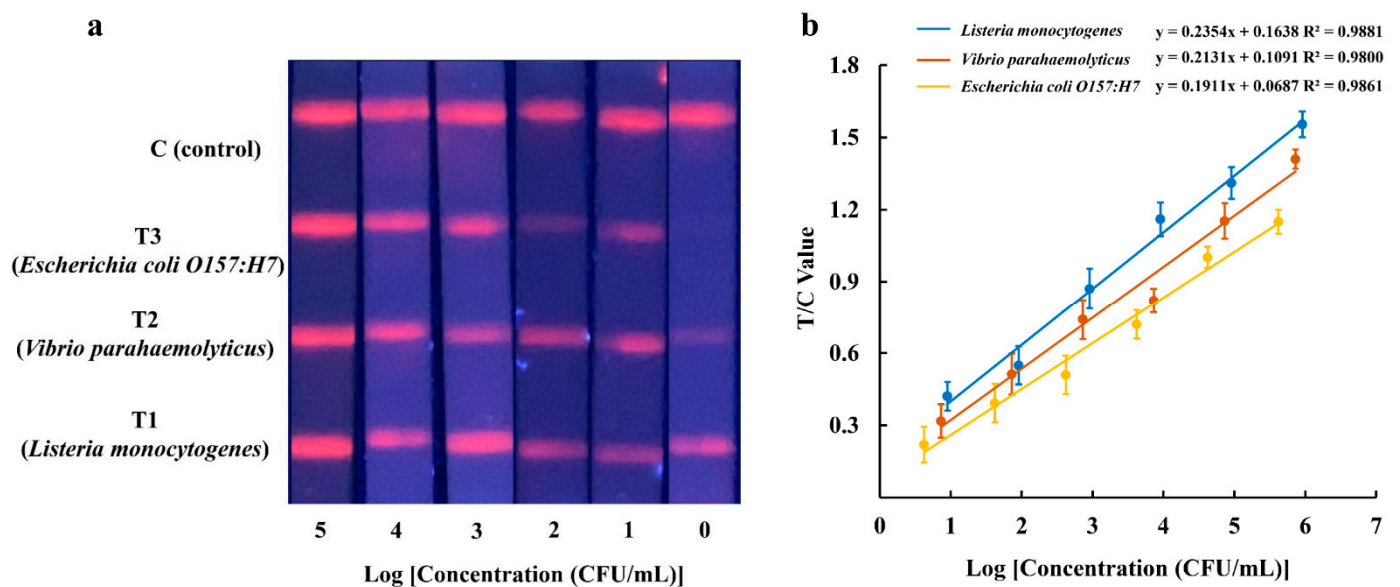 a
C (control)
T3
(Escherichia coli O157:H7)
T2
(Vibrio parahaemolyticus)
T1
(Listeria monocytogenes)
5 4 3 2 1 0
Log [Concentration (CFU/mL)]
b
Listeria monocytogenes y = 0.2354x + 0.1638 R² = 0.9881
Vibrio parahaemolyticus y = 0.2131x + 0.1091 R² = 0.9800
Escherichia coli O157:H7 y = 0.1911x + 0.0687 R² = 0.9861
T/C Value
1.8
1.5
1.2
0.9
0.6
0.3
0 1 2 3 4 5 6 7
Log [Concentration (CFU/mL)]